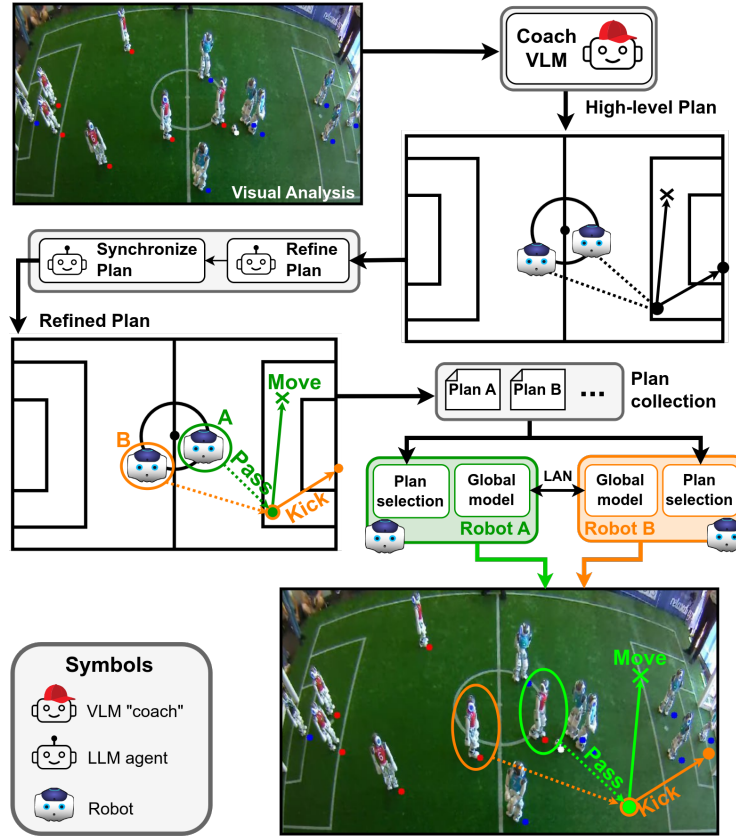 Coach
VLM
Visual Analysis
High-level Plan
Synchronize
Plan
Refine
Plan
Refined Plan
Move
A
B
Pass
Kick
Plan A
Plan B
...
Plan
collection
Plan
selection
Global
model
Robot A
LAN
Global
model
Plan
selection
Robot B
Move
Pass
Kick
Symbols
VLM "coach"
LLM agent
Robot